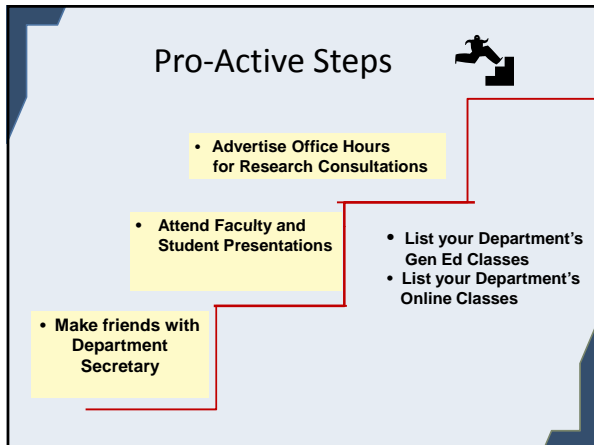 Pro-Active Steps
• Advertise Office Hours
for Research Consultations
• Attend Faculty and
Student Presentations
• List your Department's
Gen Ed Classes
• List your Department's
Online Classes
• Make friends with
Department
Secretary